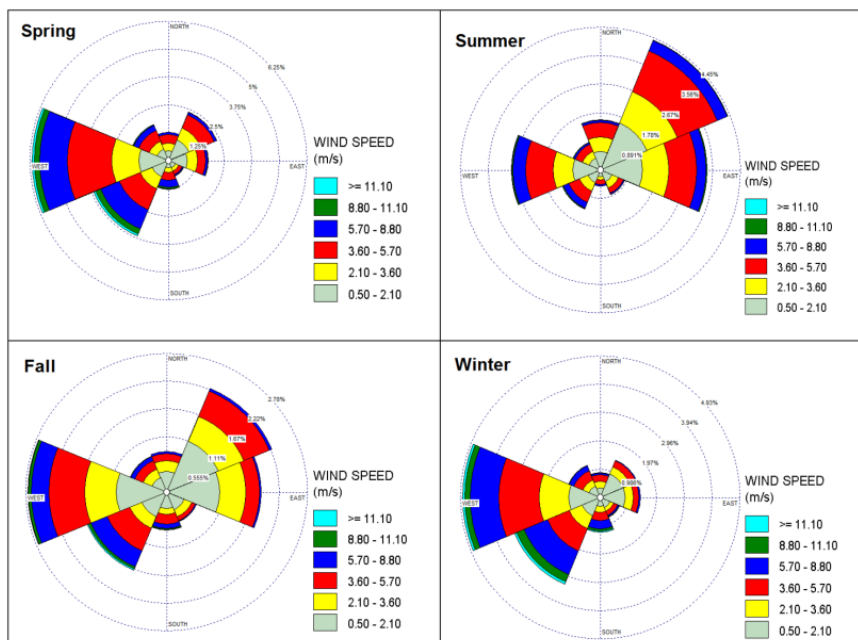 Spring
NORTH
6.25%
5%
3.75%
2.5%
1.25%
WEST
EAST
SOUTH
WIND SPEED
(m/s)
>= 11.10
8.80 - 11.10
5.70 - 8.80
3.60 - 5.70
2.10 - 3.60
0.50 - 2.10
Summer
NORTH
4.45%
3.56%
2.67%
1.78%
0.891%
WEST
EAST
SOUTH
WIND SPEED
(m/s)
>= 11.10
8.80 - 11.10
5.70 - 8.80
3.60 - 5.70
2.10 - 3.60
0.50 - 2.10
Fall
NORTH
2.78%
2.22%
1.67%
1.11%
0.555%
WEST
EAST
SOUTH
WIND SPEED
(m/s)
>= 11.10
8.80 - 11.10
5.70 - 8.80
3.60 - 5.70
2.10 - 3.60
0.50 - 2.10
Winter
NORTH
4.93%
3.94%
2.96%
1.97%
0.986%
WEST
EAST
SOUTH
WIND SPEED
(m/s)
>= 11.10
8.80 - 11.10
5.70 - 8.80
3.60 - 5.70
2.10 - 3.60
0.50 - 2.10